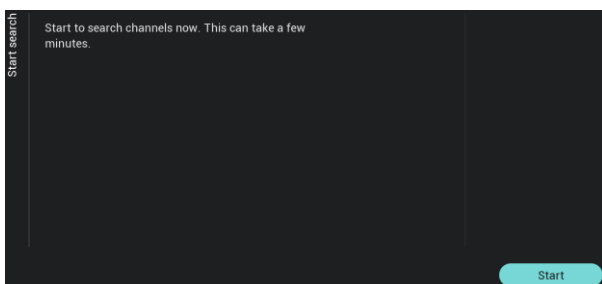 Start search
Start to search channels now. This can take a few
minutes.
Start